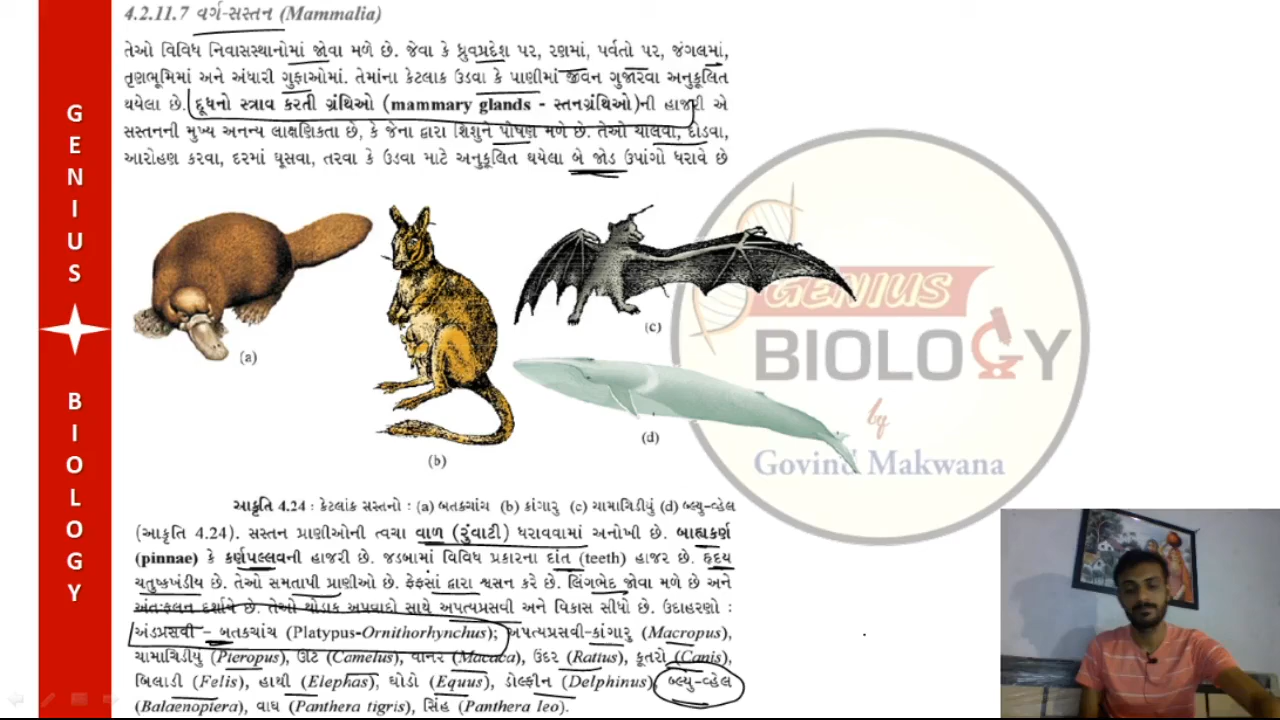 GENIUS
BIOLOGY
4.2.11.7 વર્ગ-સસ્તન (Mammalia)
તેઓ વિવિધ નિવાસસ્થાનોમાં જોવા મળે છે. જેવા કે ધ્રુવપ્રદેશ પર, રણમાં, પર્વતો પર, જંગલમાં,
તૃણભૂમિમાં અને અંધારી ગુફાઓમાં. તેમાંના કેટલાક ઉડવા કે પાણીમાં જીવન ગુજારવા અનુકૂલિત
થયેલા છે. દૂધનો સ્ત્રાવ કરતી ગ્રંથિઓ (mammary glands - સ્તનગ્રંથિઓ)ની હાજરી એ
સસ્તનની મુખ્ય અનન્ય લાક્ષણિકતા છે, કે જેના દ્વારા શિશુને પોષણ મળે છે. તેઓ ચાલવા, દોડવા,
આરોહણ કરવા, દરમાં ઘૂસવા, તરવા કે ઉડવા માટે અનુકૂલિત થયેલા બે જોડ ઉપાંગો ધરાવે છે
(a)
(b)
(c)
(d)
GENIUS
BIOLOGY
by
Govind Makwana
આકૃતિ 4.24 : કેટલાંક સસ્તનો : (a) બતકચાંચ (b) કાંગારુ (c) ચામાચિડીયું (d) બ્લ્યુ-વ્હેલ
(આકૃતિ 4.24). સસ્તન પ્રાણીઓની ત્વચા વાળ (રુંવાટી) ધરાવવામાં અનોખી છે. બાહ્યકર્ણ
(pinnae) કે કર્ણપલ્લવની હાજરી છે. જડબામાં વિવિધ પ્રકારના દાંત (teeth) હાજર છે. હૃદય
ચતુષ્કખંડીય છે. તેઓ સમતાપી પ્રાણીઓ છે. ફેફસાં દ્વારા શ્વસન કરે છે. લિંગભેદ જોવા મળે છે અને
અંતઃફલન દર્શાવે છે. તેઓ થોડાક અપવાદો સાથે અપત્યપ્રસવી અને વિકાસ સીધો છે. ઉદાહરણો :
અંડપ્રસવી - બતકચાંચ (Platypus-Ornithorhynchus); અપત્યપ્રસવી-કાંગારુ (Macropus),
ચામાચિડીયુ (Pteropus), ઊંટ (Camelus), વાનર (Macaca), ઉંદર (Rattus), કૂતરો (Canis),
બિલાડી (Felis), હાથી (Elephas), ઘોડો (Equus), ડોલ્ફીન (Delphinus), બ્લ્યુ-વ્હેલ
(Balaenoptera), વાઘ (Panthera tigris), સિંહ (Panthera leo).